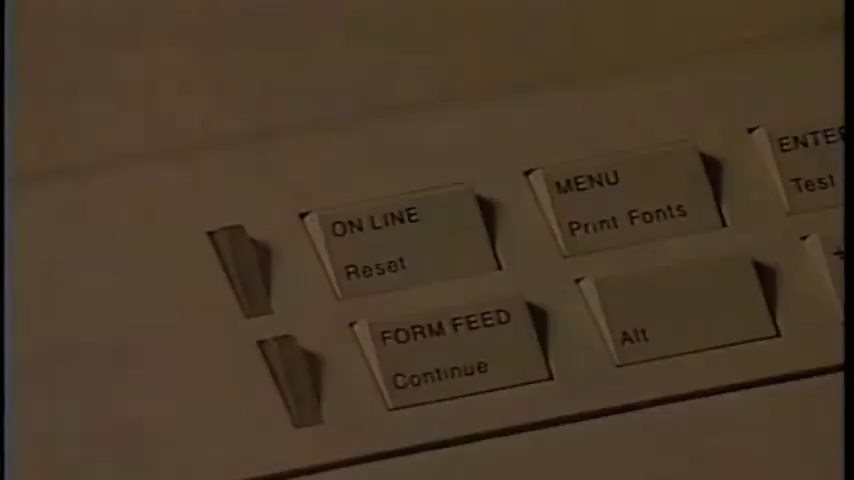 ON LINE
Reset
MENU
Print Fonts
ENTER
Test
FORM FEED
Continue
Alt